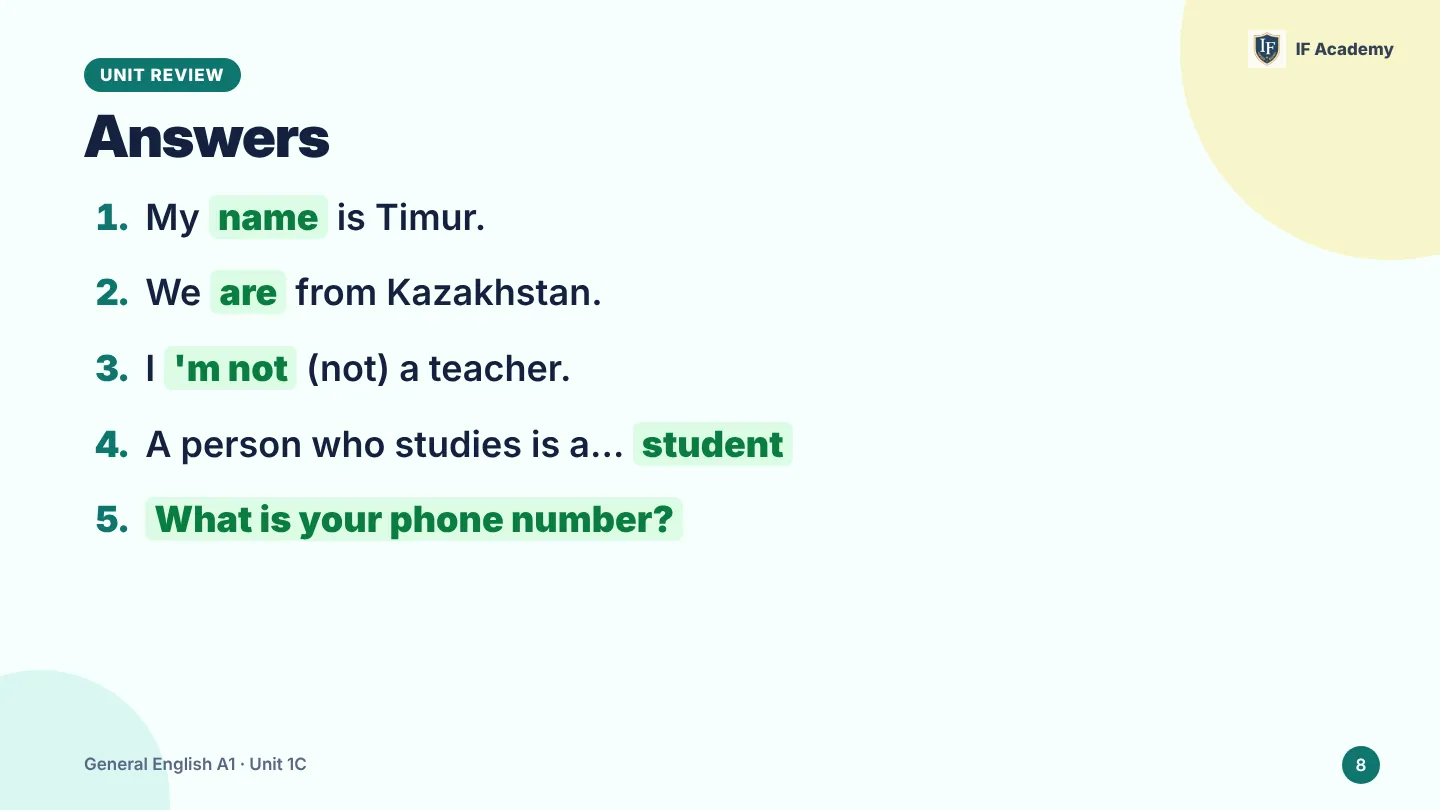 IF IF Academy
UNIT REVIEW
Answers
1. My name is Timur.
2. We are from Kazakhstan.
3. I 'm not (not) a teacher.
4. A person who studies is a... student
5. What is your phone number?
General English A1 · Unit 1C
8